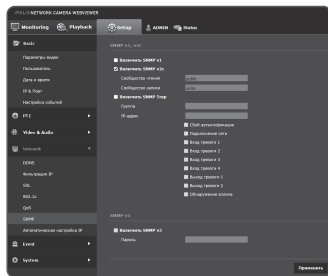 IPOLIS NETWORK CAMERA WEBVIEWER
Monitoring
Playback
Setup
ADMIN
Status
Basic
Параметры видео
Пользователь
Дата и время
IP & Порт
Настройка событий
PTZ
Video & Audio
Network
DDNS
Фильтрация IP
SSL
802.1x
QoS
SNMP
Автоматическая настройка IP
Event
System
SNMP v1, v2c
Включить SNMP v1
Включить SNMP v2c
Сообщество чтения
public
Сообщество записи
write
Включить SNMP Trap
Группа
IP-адрес
Сбой аутентификации
Подключение сети
Вход тревоги 1
Вход тревоги 2
Вход тревоги 3
Вход тревоги 4
Выход тревоги 1
Выход тревоги 2
Обнаружение взлома
SNMP v3
Включить SNMP v3
Пароль
Применить